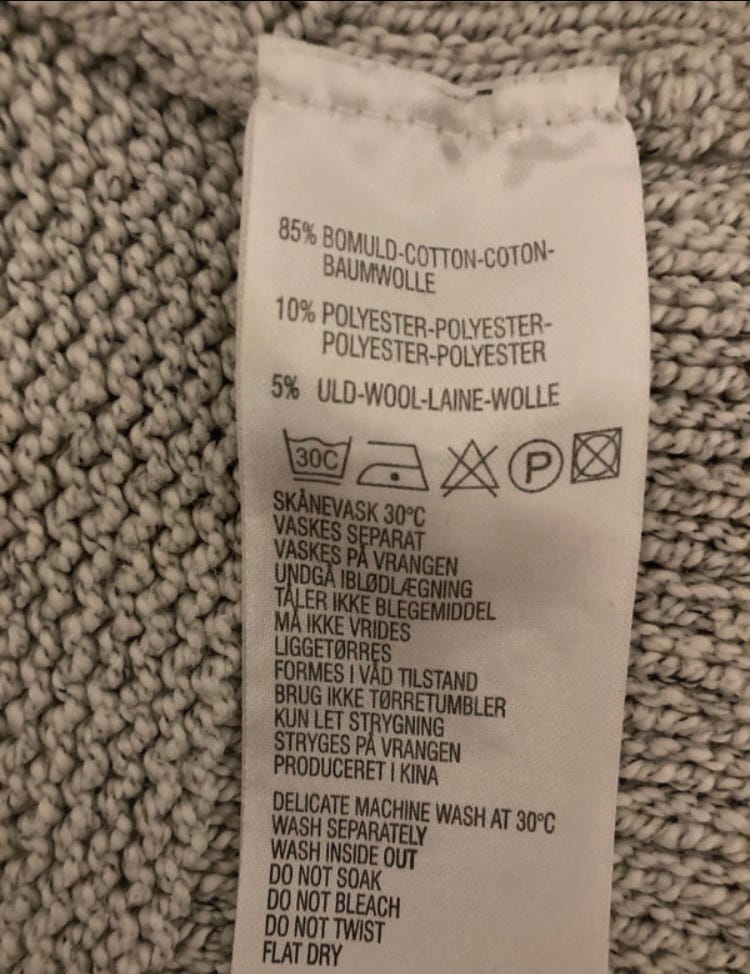 85% BOMULD-COTTON-COTON-
BAUMWOLLE
10% POLYESTER-POLYESTER-
POLYESTER-POLYESTER
5% ULD-WOOL-LAINE-WOLLE
30C P
SKÅNEVASK 30°C
VASKES SEPARAT
VASKES PÅ VRANGEN
UNDGÅ IBLØDLÆGNING
TÅLER IKKE BLEGEMIDDEL
MÅ IKKE VRIDES
LIGGETØRRES
FORMES I VÅD TILSTAND
BRUG IKKE TØRRETUMBLER
KUN LET STRYGNING
STRYGES PÅ VRANGEN
PRODUCERET I KINA
DELICATE MACHINE WASH AT 30°C
WASH SEPARATELY
WASH INSIDE OUT
DO NOT SOAK
DO NOT BLEACH
DO NOT TWIST
FLAT DRY